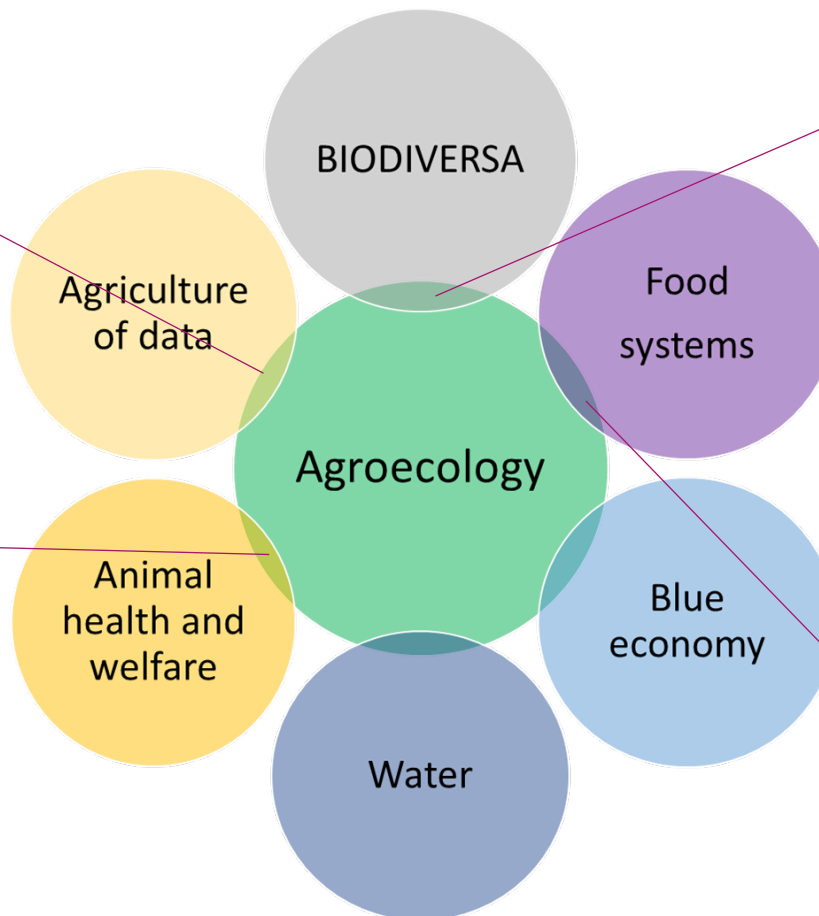 BIODIVERSA
Agriculture
of data
Food
systems
Agroecology
Animal
health and
welfare
Blue
economy
Water